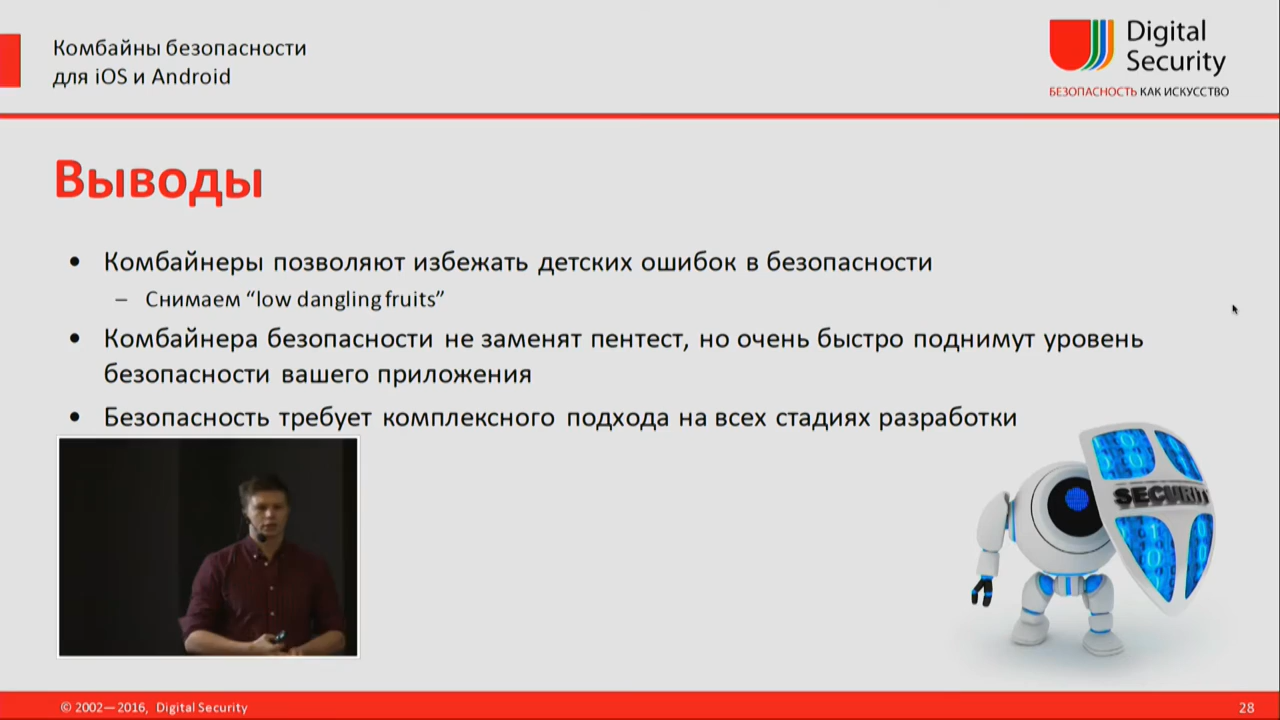 Комбайны безопасности
для iOS и Android
Digital
Security
БЕЗОПАСНОСТЬ КАК ИСКУССТВО
Выводы
• Комбайнеры позволяют избежать детских ошибок в безопасности
– Снимаем “low dangling fruits”
• Комбайнера безопасности не заменят пентест, но очень быстро поднимут уровень
безопасности вашего приложения
• Безопасность требует комплексного подхода на всех стадиях разработки
SECURITY
© 2002—2016, Digital Security
28